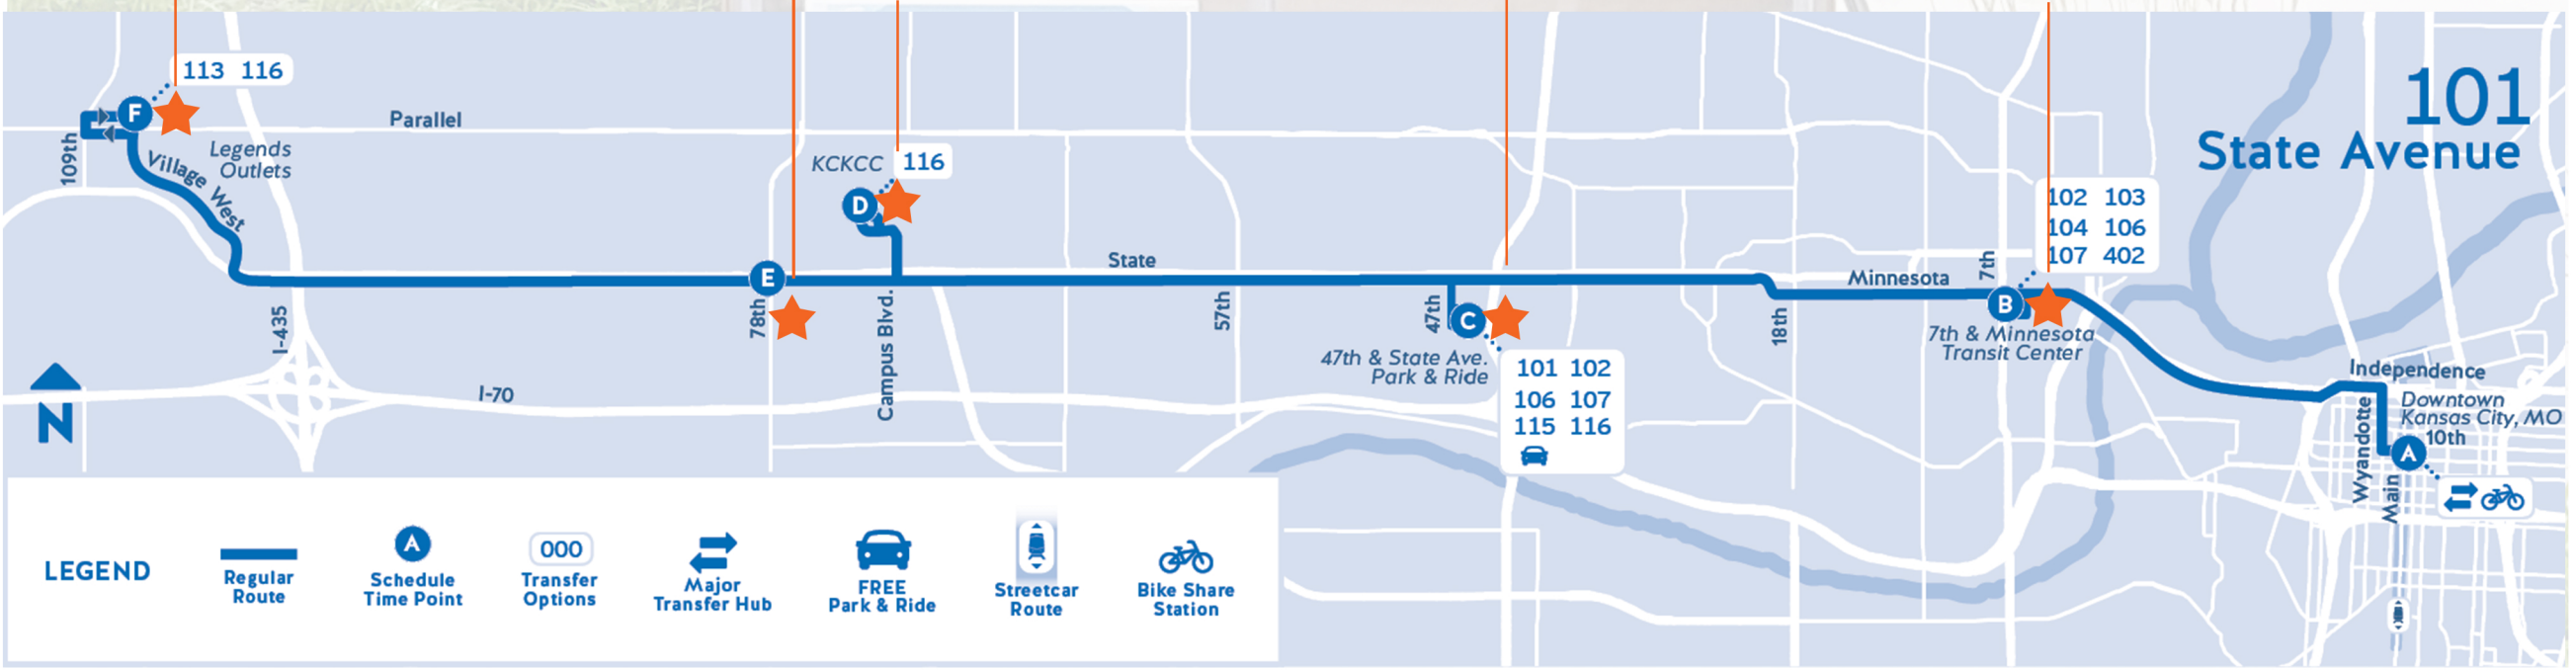 113 116
F
Parallel
109th
Village West
Legends
Outlets
KCKCC
116
D
101
State Avenue
102 103
104 106
107 402
State
E
78th
Campus Blvd.
57th
47th
C
47th & State Ave.
Park & Ride
101 102
106 107
115 116
18th
Minnesota
7th
B
7th & Minnesota
Transit Center
I-435
I-70
N
Independence
Downtown
Kansas City, MO
10th
Wyandotte
Main
A
LEGEND
Regular
Route
A
Schedule
Time Point
000
Transfer
Options
Major
Transfer Hub
FREE
Park & Ride
Streetcar
Route
Bike Share
Station